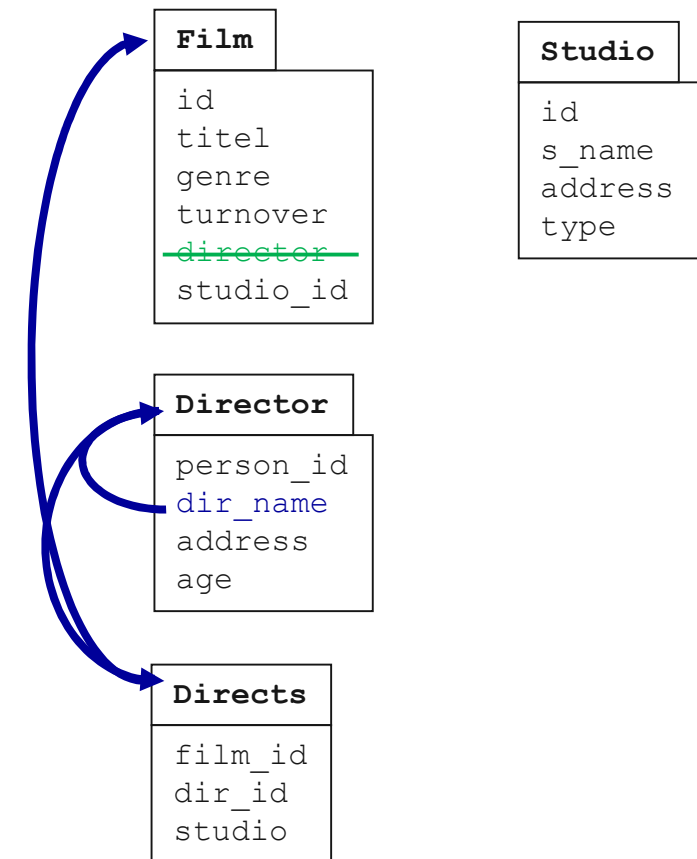 Film
id
titel
genre
turnover
director
studio_id
Studio
id
s_name
address
type
Director
person_id
dir_name
address
age
Directs
film_id
dir_id
studio